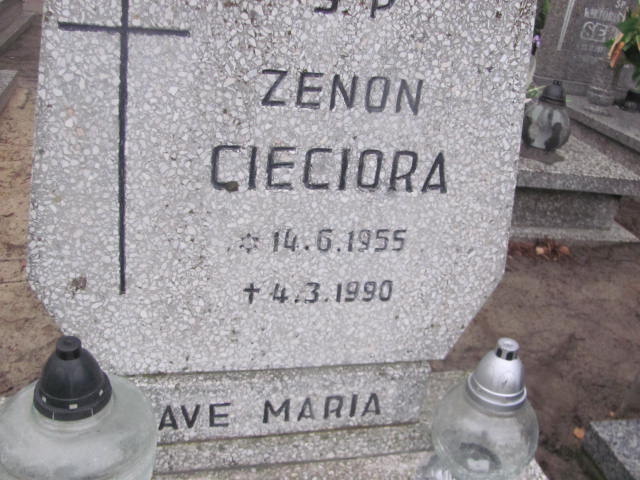 Ś P
ZENON
CIECIORA
✡ 14.6.1955
✝ 4.3.1990
AVE MARIA